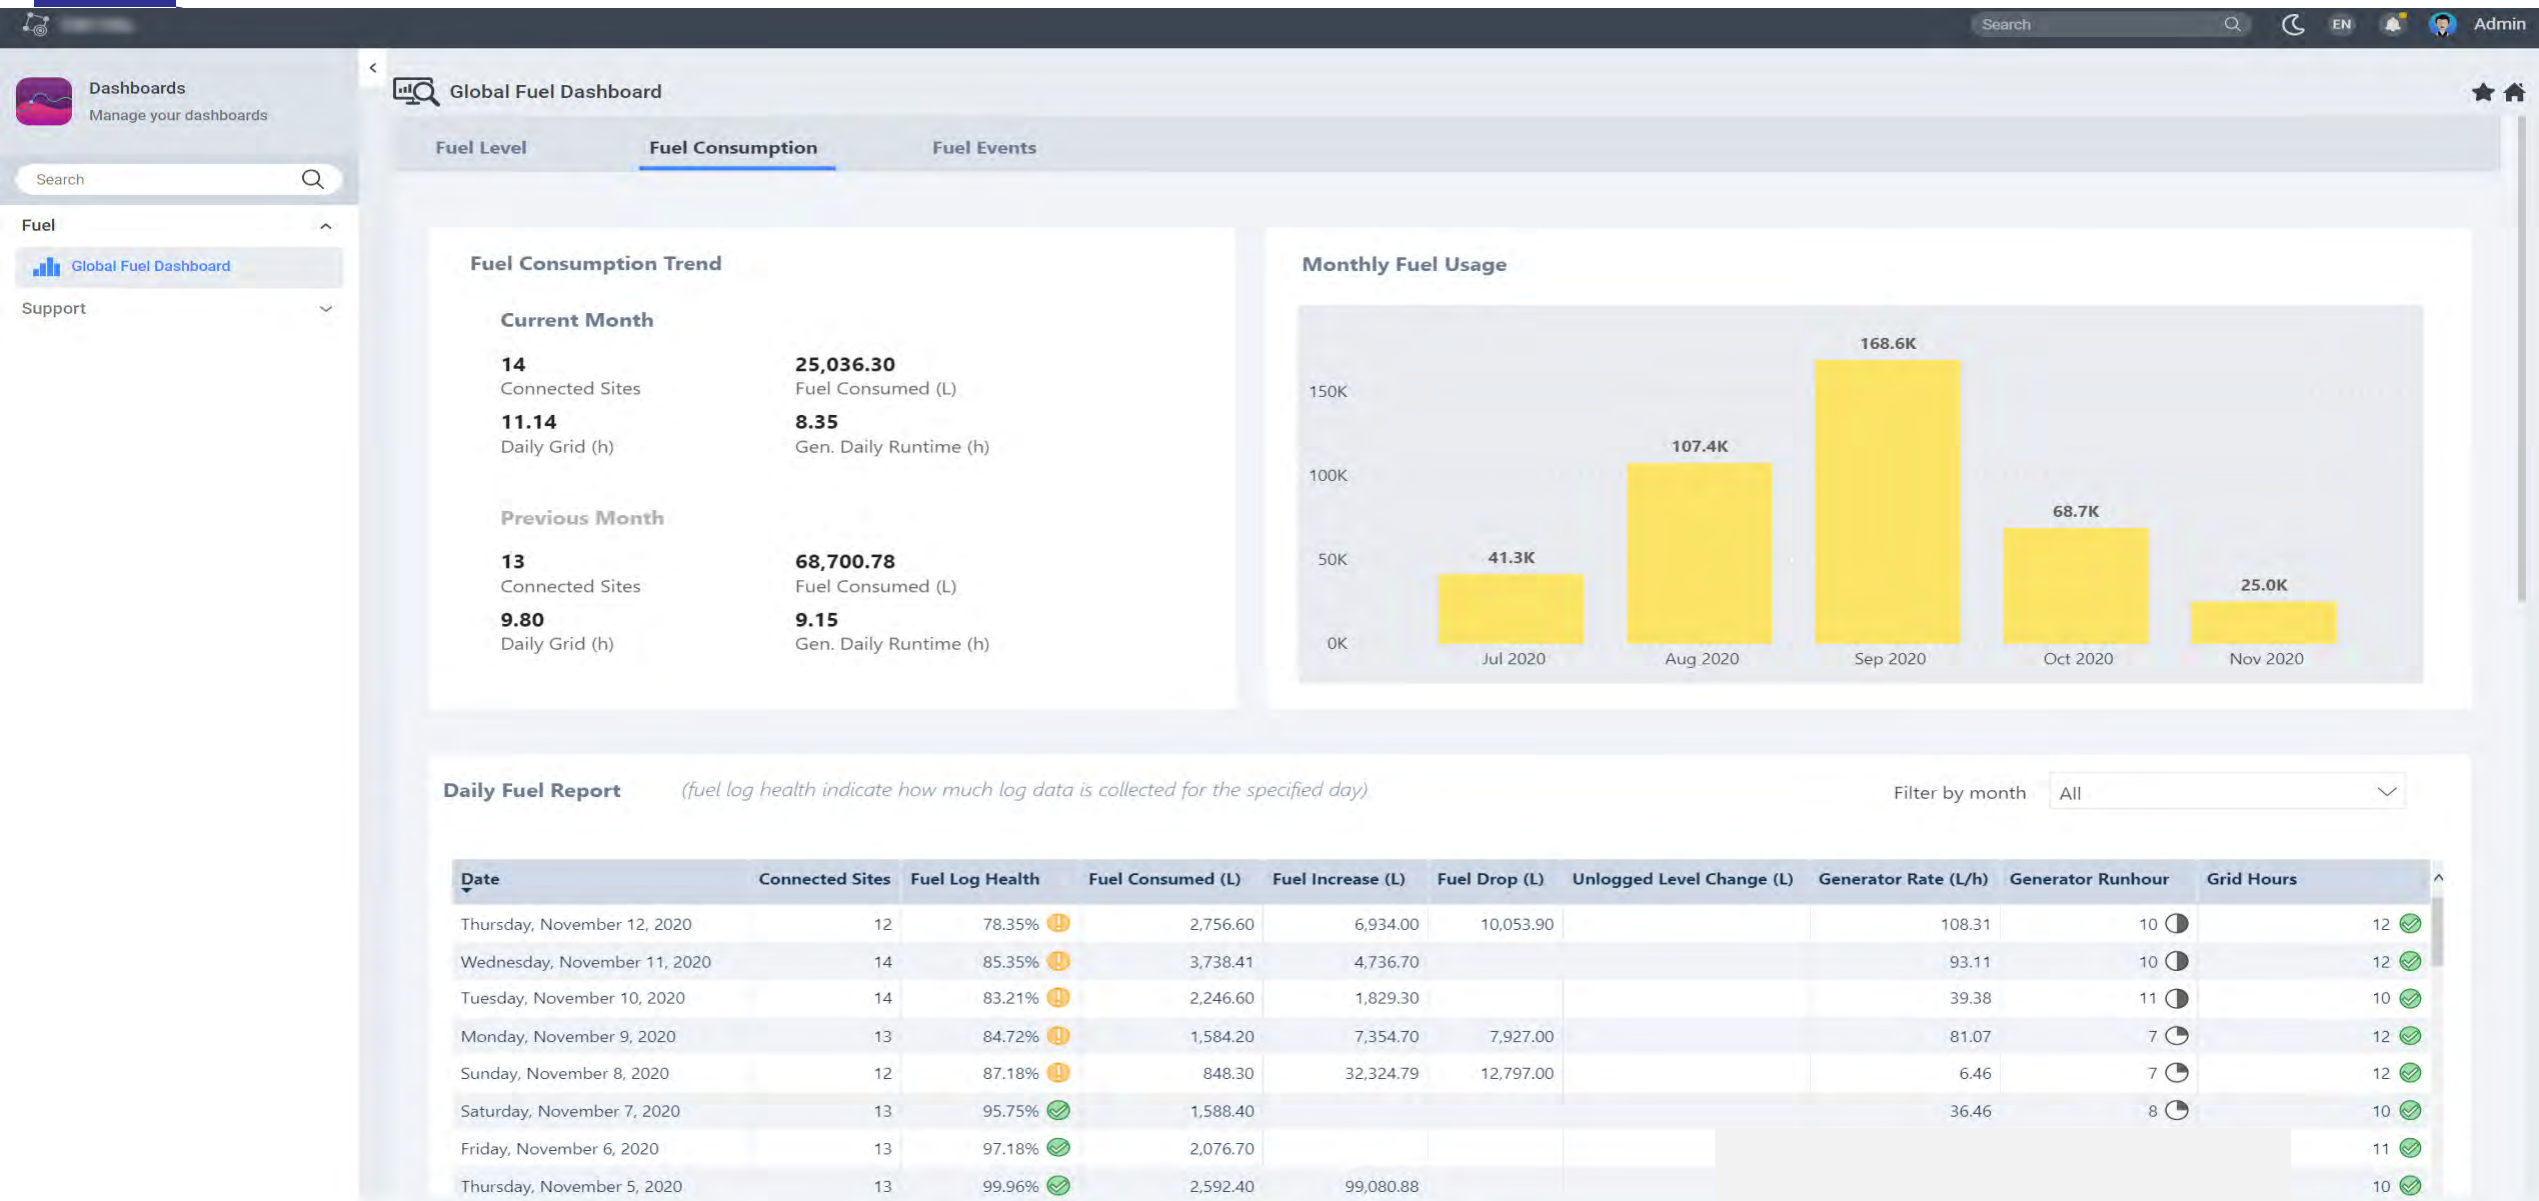 Search
EN
Admin
Dashboards
Manage your dashboards
Search
Fuel
Global Fuel Dashboard
Support
Global Fuel Dashboard
Fuel Level Fuel Consumption Fuel Events
Fuel Consumption Trend
Current Month
14 25,036.30
Connected Sites Fuel Consumed (L)
11.14 8.35
Daily Grid (h) Gen. Daily Runtime (h)
Previous Month
13 68,700.78
Connected Sites Fuel Consumed (L)
9.80 9.15
Daily Grid (h) Gen. Daily Runtime (h)
Monthly Fuel Usage
168.6K
150K
107.4K
100K
68.7K
50K
41.3K
25.0K
0K
Jul 2020 Aug 2020 Sep 2020 Oct 2020 Nov 2020
Daily Fuel Report (fuel log health indicate how much log data is collected for the specified day) Filter by month All
Date Connected Sites Fuel Log Health Fuel Consumed (L) Fuel Increase (L) Fuel Drop (L) Unlogged Level Change (L) Generator Rate (L/h) Generator Runhour Grid Hours
Thursday, November 12, 2020 12 78.35% 2,756.60 6,934.00 10,053.90 108.31 10 12
Wednesday, November 11, 2020 14 85.35% 3,738.41 4,736.70 93.11 10 12
Tuesday, November 10, 2020 14 83.21% 2,246.60 1,829.30 39.38 11 10
Monday, November 9, 2020 13 84.72% 1,584.20 7,354.70 7,927.00 81.07 7 12
Sunday, November 8, 2020 12 87.18% 848.30 32,324.79 12,797.00 6.46 7 12
Saturday, November 7, 2020 13 95.75% 1,588.40 36.46 8 10
Friday, November 6, 2020 13 97.18% 2,076.70 11
Thursday, November 5, 2020 13 99.96% 2,592.40 99,080.88 10